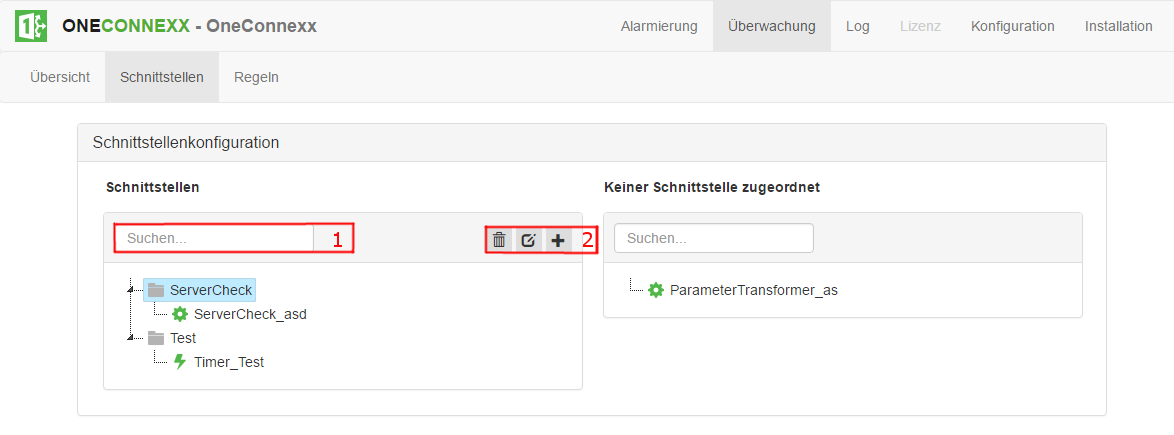 ONECONNEXX - OneConnexx
Alarmierung Überwachung Log Lizenz Konfiguration Installation
Übersicht Schnittstellen Regeln
Schnittstellenkonfiguration
Schnittstellen
Keiner Schnittstelle zugeordnet
Suchen... 1 2
Suchen...
ServerCheck
ServerCheck_asd
Test
Timer_Test
ParameterTransformer_as